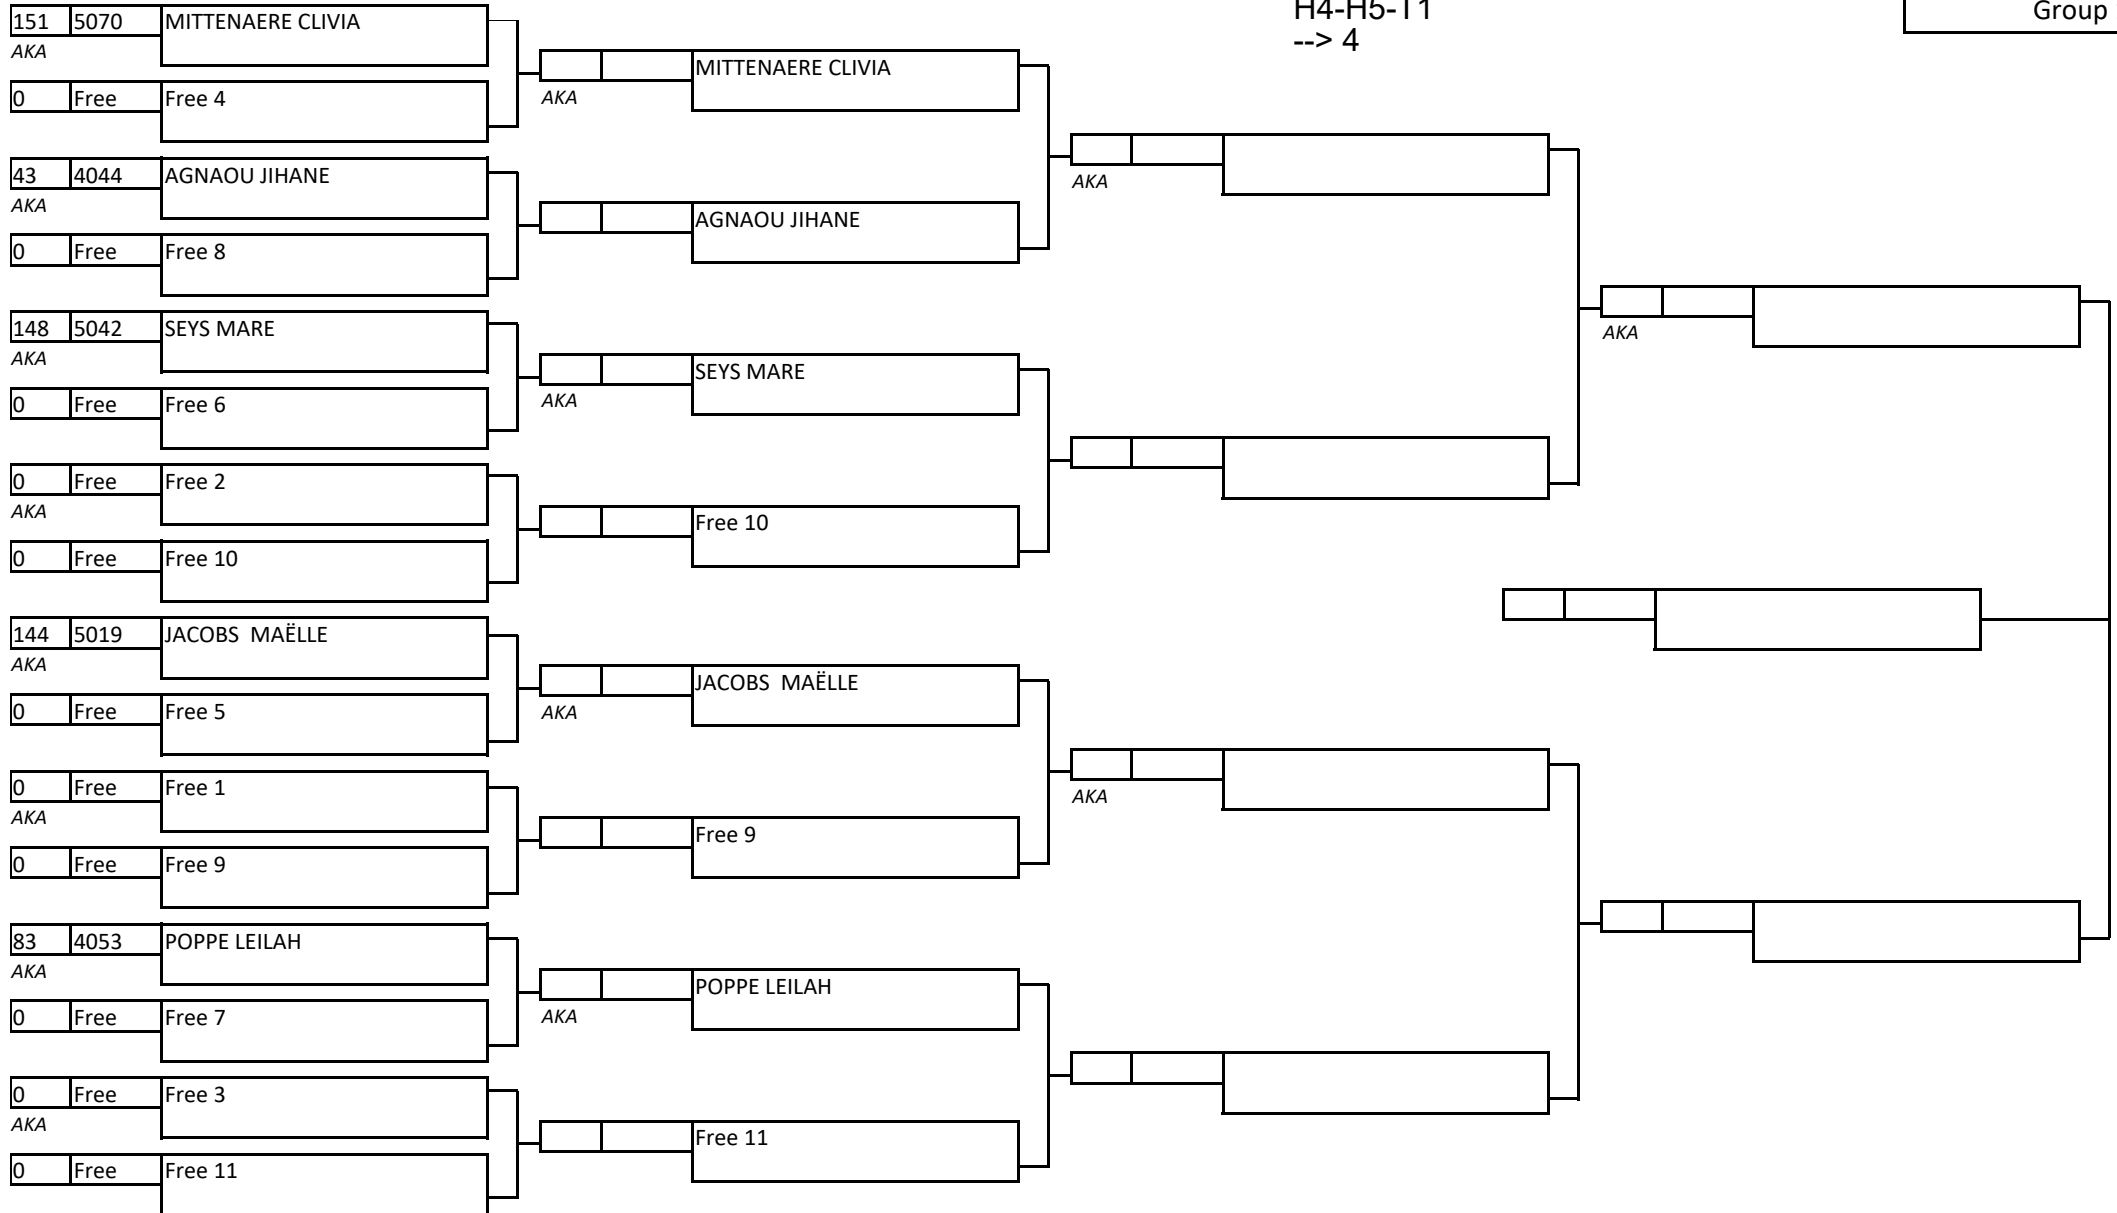 H4-H5-T1
--> 4
Group
151 5070 MITTENAERE CLIVIA
AKA
0 Free Free 4
43 4044 AGNAOU JIHANE
AKA
0 Free Free 8
148 5042 SEYS MARE
AKA
0 Free Free 6
0 Free Free 2
AKA
0 Free Free 10
144 5019 JACOBS  MAËLLE
AKA
0 Free Free 5
0 Free Free 1
AKA
0 Free Free 9
83 4053 POPPE LEILAH
AKA
0 Free Free 7
0 Free Free 3
AKA
0 Free Free 11
MITTENAERE CLIVIA
AKA
AGNAOU JIHANE
SEYS MARE
AKA
Free 10
JACOBS  MAËLLE
AKA
Free 9
POPPE LEILAH
AKA
Free 11
AKA
AKA
AKA